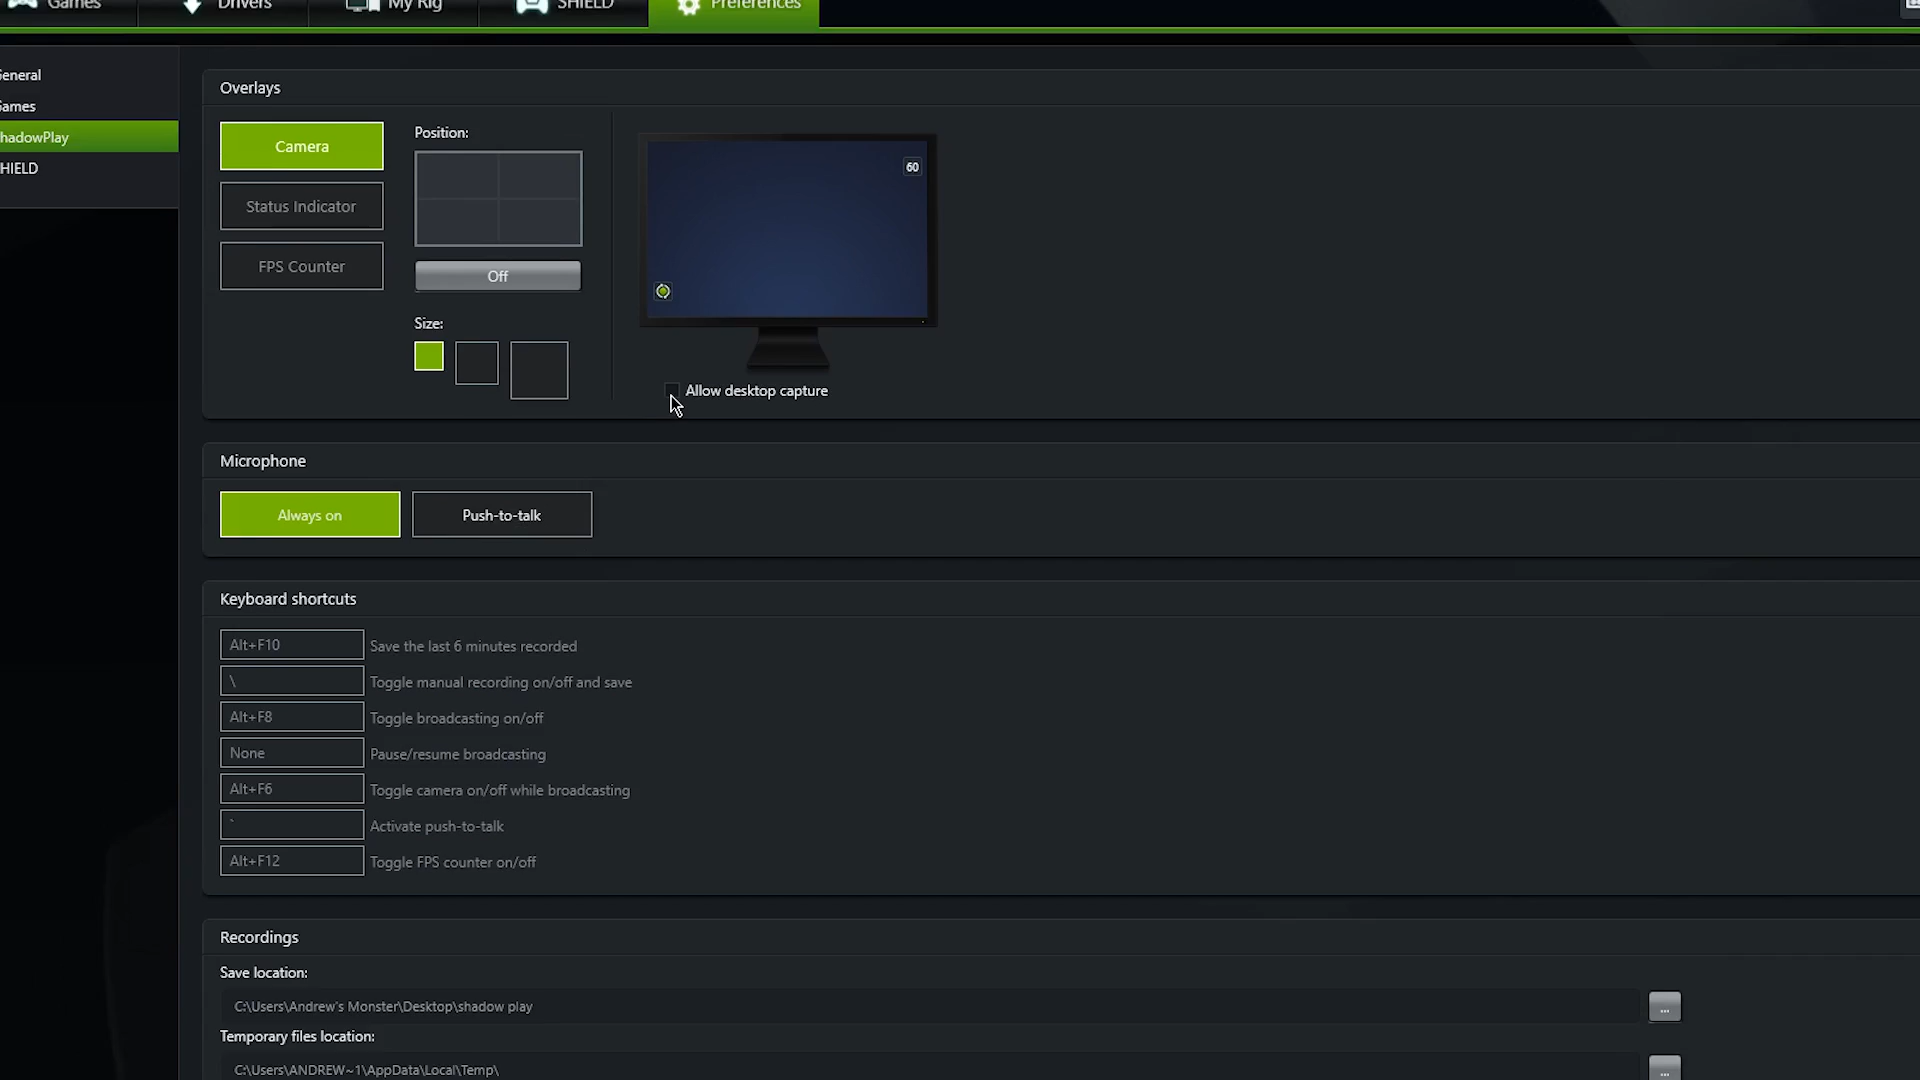 Games
Drivers
My Rig
SHIELD
Preferences
General
Games
hadowPlay
HIELD
Overlays
Camera
Status Indicator
FPS Counter
Position:
Off
Size:
60
Allow desktop capture
Microphone
Always on
Push-to-talk
Keyboard shortcuts
Alt+F10 Save the last 6 minutes recorded
\ Toggle manual recording on/off and save
Alt+F8 Toggle broadcasting on/off
None Pause/resume broadcasting
Alt+F6 Toggle camera on/off while broadcasting
` Activate push-to-talk
Alt+F12 Toggle FPS counter on/off
Recordings
Save location:
C:\Users\Andrew's Monster\Desktop\shadow play
...
Temporary files location:
C:\Users\ANDREW~1\AppData\Local\Temp\
...